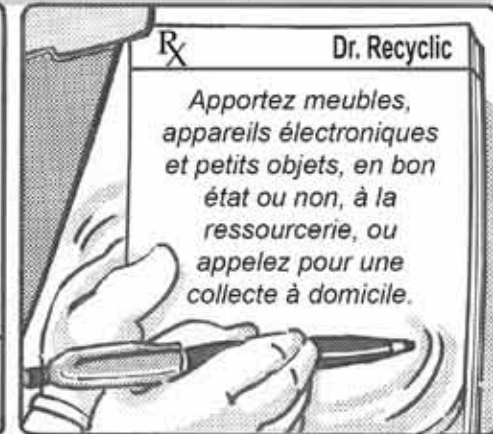 Rx Dr. Recyclic
Apportez meubles,
appareils électroniques
et petits objets, en bon
état ou non, à la
ressourcerie, ou
appelez pour une
collecte à domicile.